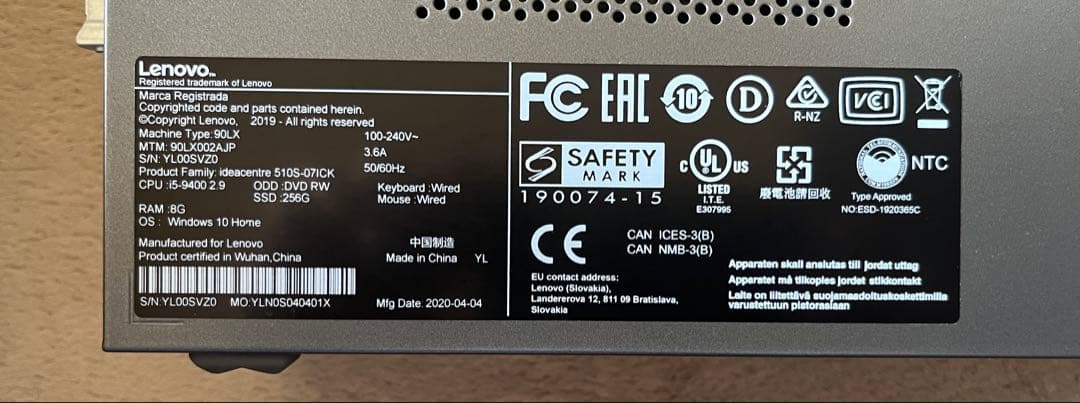 Lenovo™
Registered trademark of Lenovo
Marca Registrada
Copyrighted code and parts contained herein.
©Copyright Lenovo, 2019 - All rights reserved
Machine Type:90LX 100-240V~
MTM: 90LX002AJP 3.6A
S/N: YL00SVZ0 50/60Hz
Product Family: ideacentre 510S-07ICK
CPU :i5-9400 2.9 ODD :DVD RW Keyboard :Wired
SSD :256G Mouse :Wired
RAM :8G
OS : Windows 10 Home
Manufactured for Lenovo 中国制造
Product certified in Wuhan,China Made in China YL
S/N:YL00SVZ0 MO:YLN0S040401X Mfg Date: 2020-04-04
FC EAC 10 D R-NZ VCI
SAFETY
MARK
190074-15
c UL US
LISTED
I.T.E.
E307995
廢電池請回收
NTC
Type Approved
NO:ESD-1920365C
CE
CAN ICES-3(B)
CAN NMB-3(B)
EU contact address:
Lenovo (Slovakia),
Landererova 12, 811 09 Bratislava,
Slovakia
Apparaten skall anslutas till jordat uttag
Apparatet må tilkoples jordet stikkontakt
Laite on liitettävä suojamaadoituskoskettimilla
varustettuun pistorasiaan